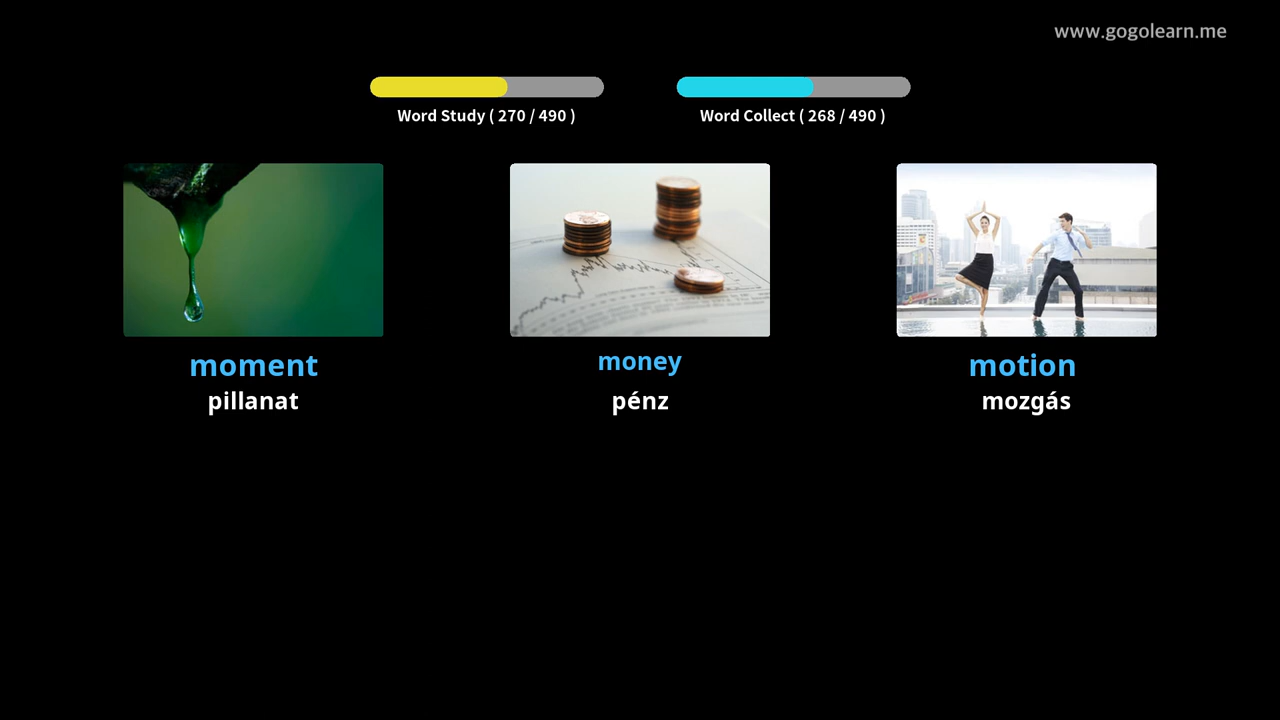 www.gogolearn.me
Word Study ( 270 / 490 )
Word Collect ( 268 / 490 )
moment
pillanat
money
pénz
motion
mozgás